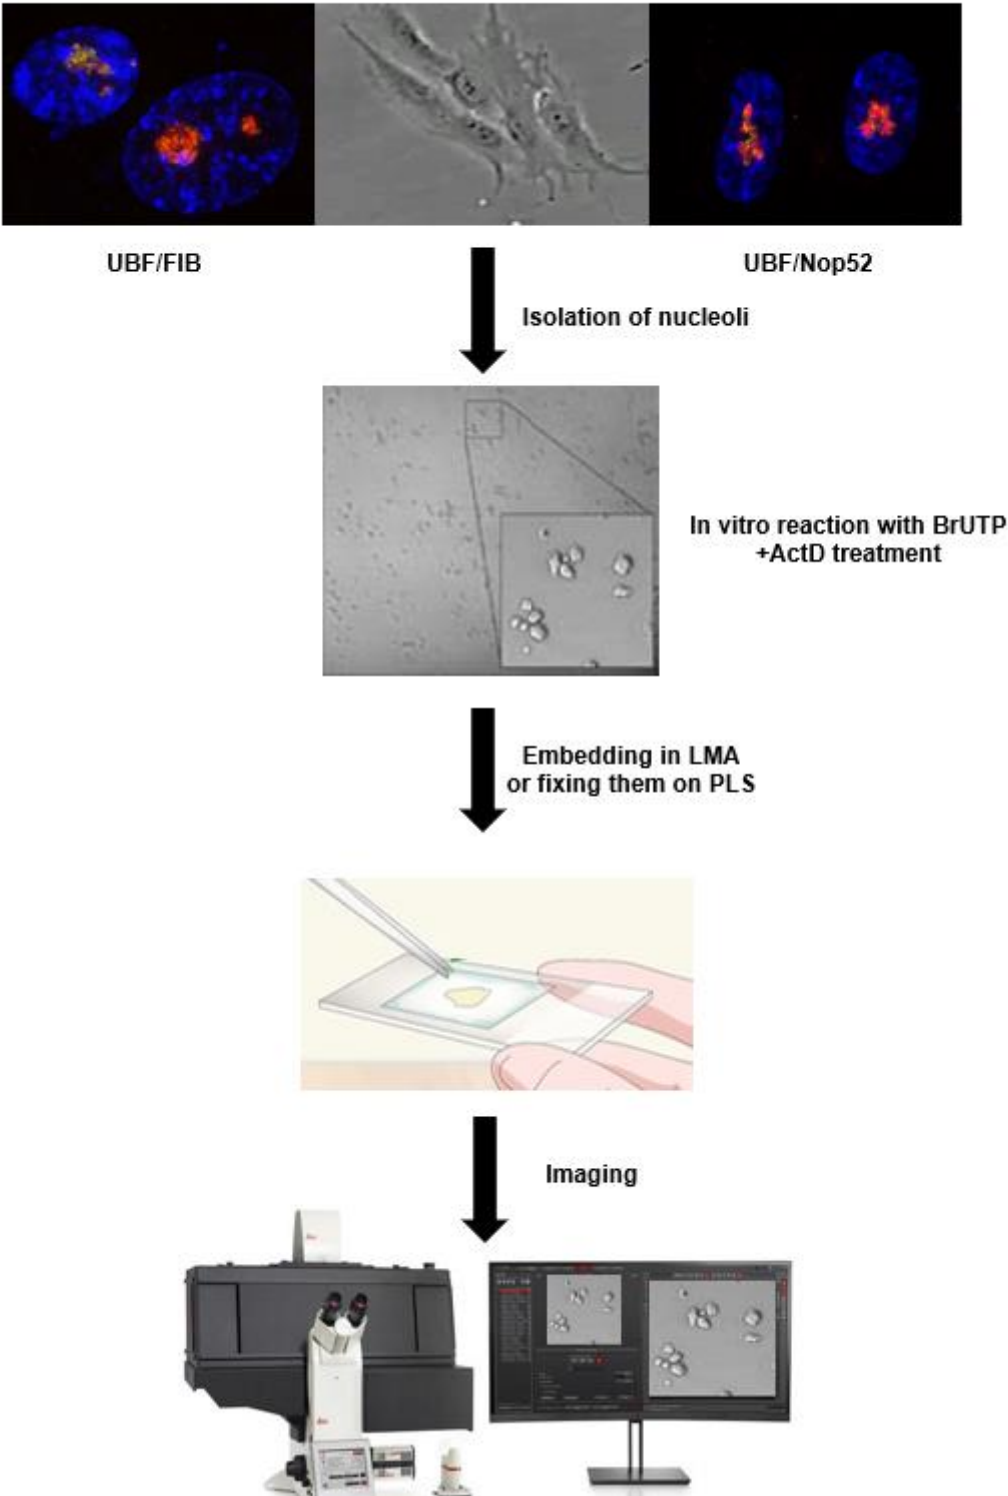 UBF/FIB
UBF/Nop52
Isolation of nucleoli
In vitro reaction with BrUTP
+ActD treatment
Embedding in LMA
or fixing them on PLS
Imaging